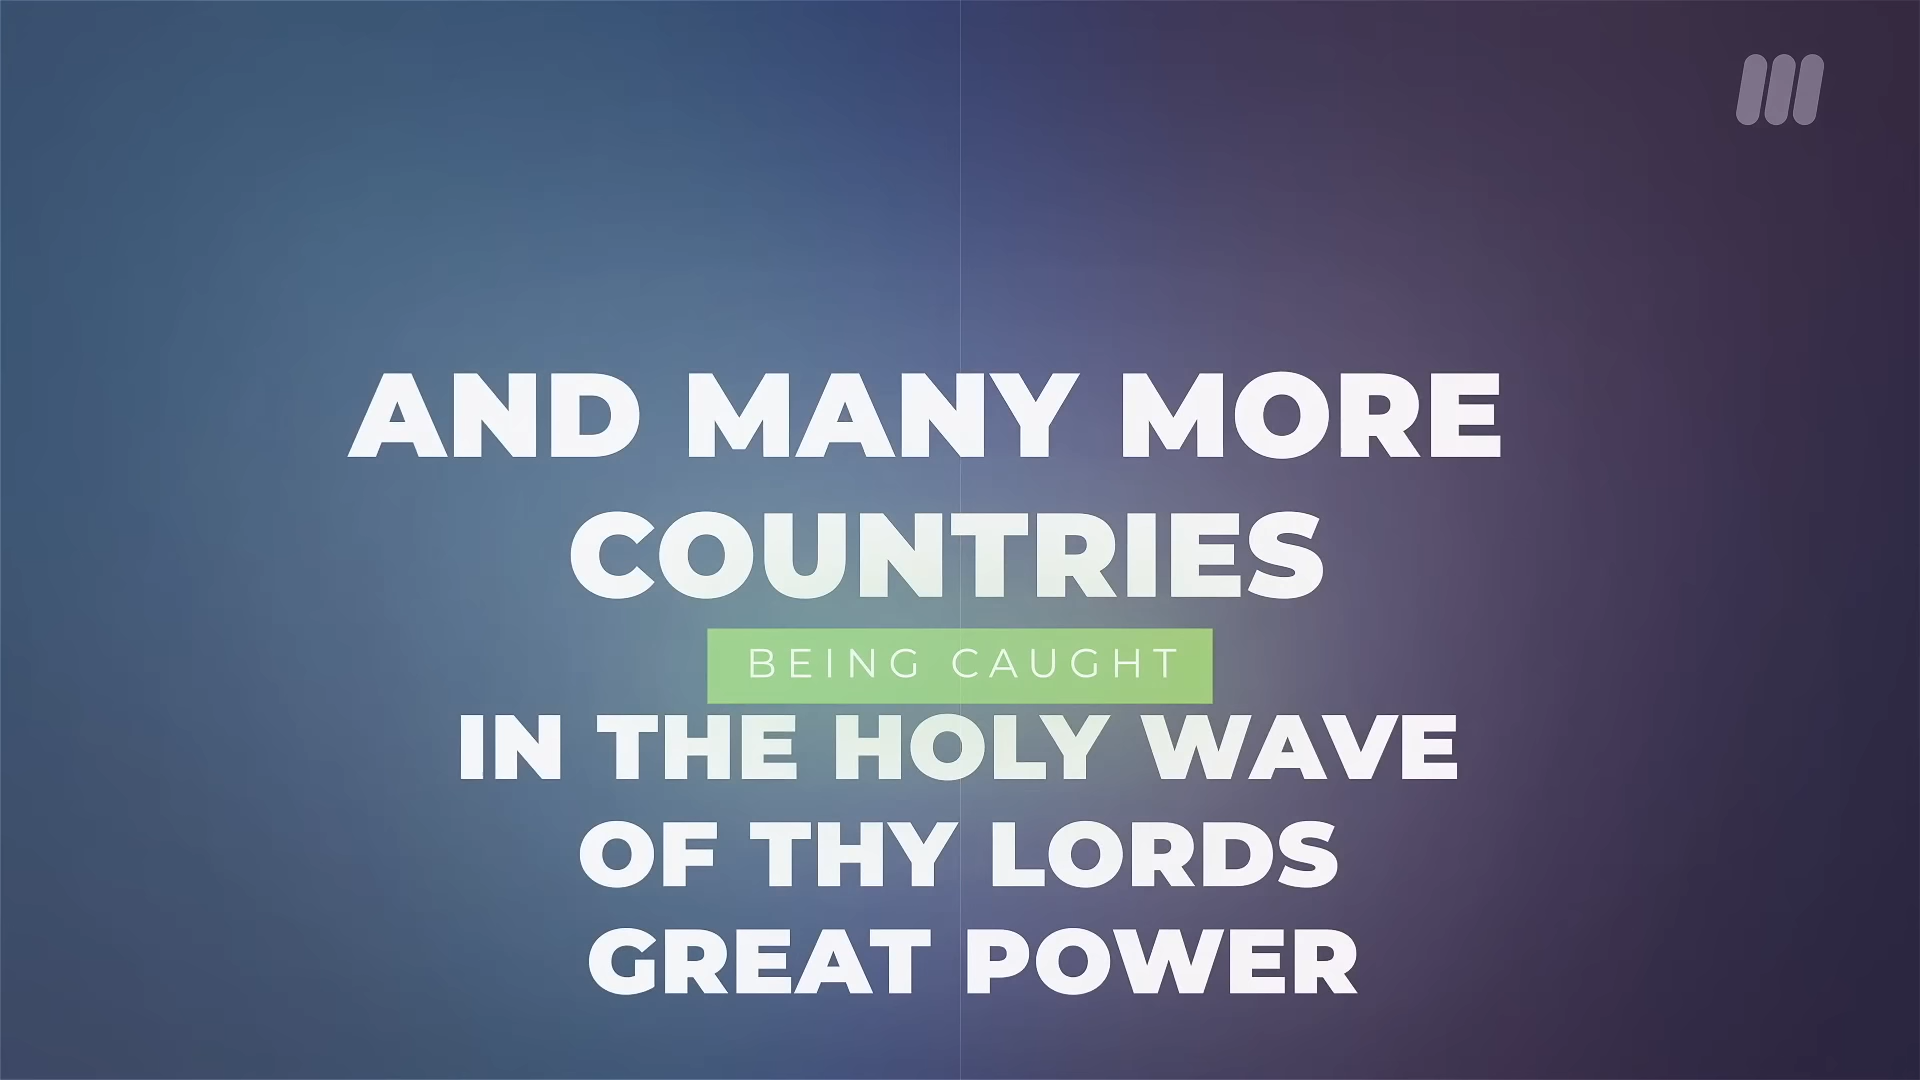 AND MANY MORE
COUNTRIES
BEING CAUGHT
IN THE HOLY WAVE
OF THY LORDS
GREAT POWER